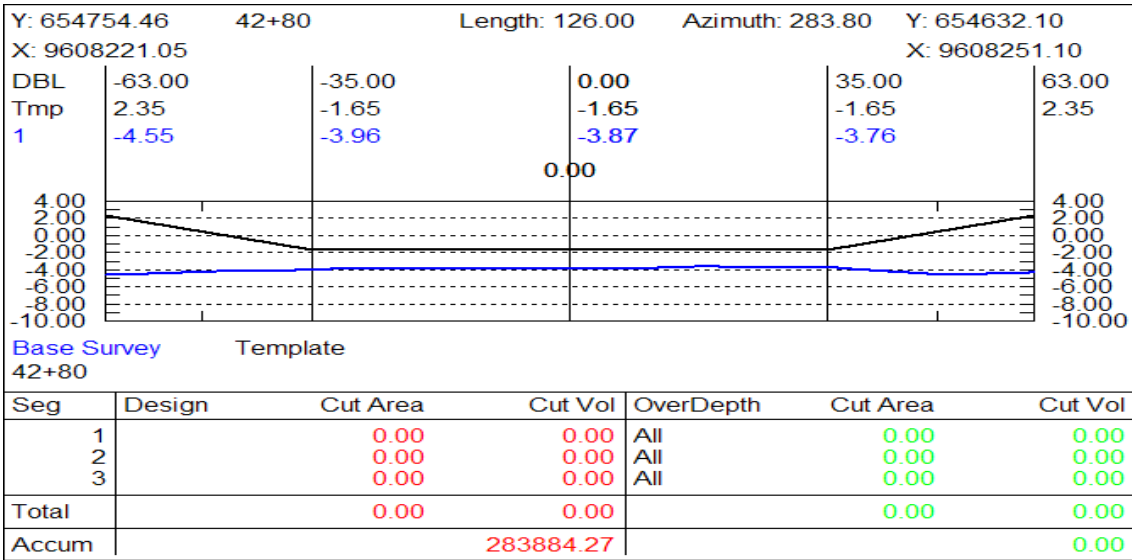 Y: 654754.46 42+80 Length: 126.00 Azimuth: 283.80 Y: 654632.10
X: 9608221.05 X: 9608251.10
DBL -63.00 -35.00 0.00 35.00 63.00
Tmp 2.35 -1.65 -1.65 -1.65 2.35
1 -4.55 -3.96 -3.87 -3.76
0.00
4.00 4.00
2.00 2.00
0.00 0.00
-2.00 -2.00
-4.00 -4.00
-6.00 -6.00
-8.00 -8.00
-10.00 -10.00
Base Survey Template
42+80
Seg Design Cut Area Cut Vol OverDepth Cut Area Cut Vol
1 0.00 0.00 All 0.00 0.00
2 0.00 0.00 All 0.00 0.00
3 0.00 0.00 All 0.00 0.00
Total 0.00 0.00 0.00 0.00
Accum 283884.27 0.00